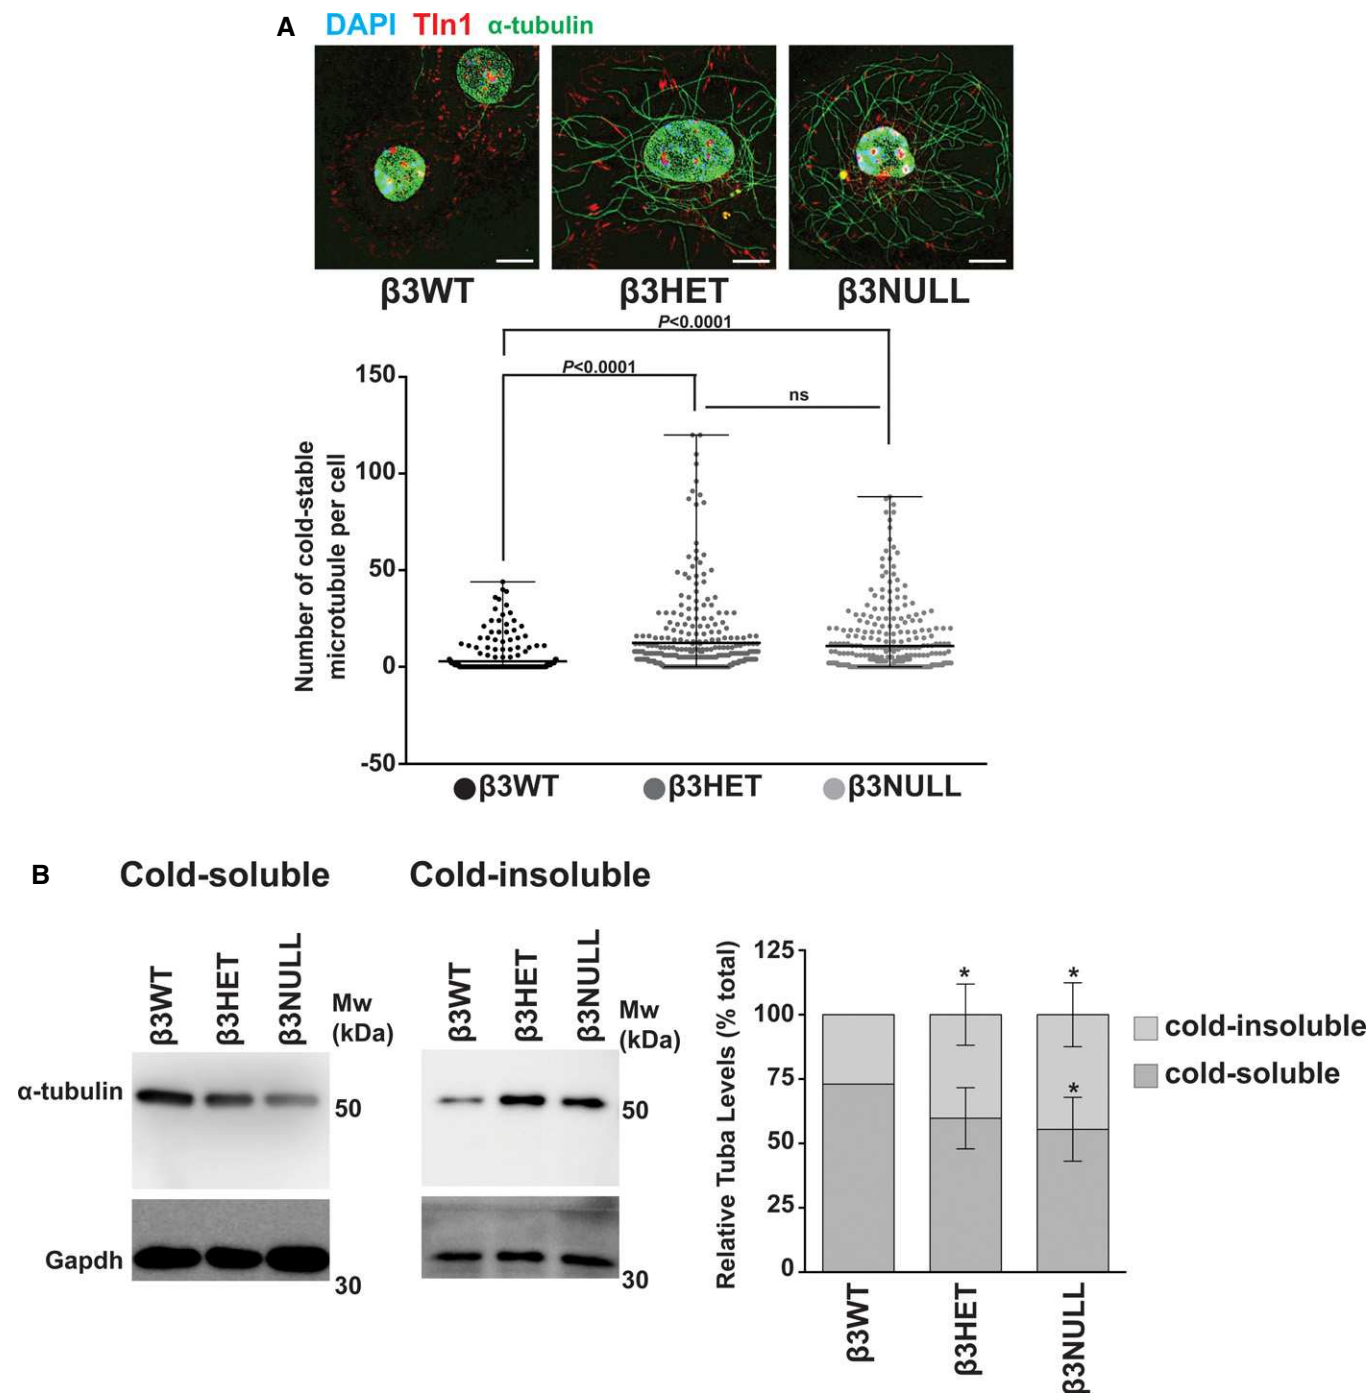 A DAPI Tln1 α-tubulin
β3WT β3HET β3NULL
P<0.0001
P<0.0001
ns
150
100
50
0
-50
Number of cold-stable
microtubule per cell
β3WT β3HET β3NULL
B Cold-soluble Cold-insoluble
β3WT β3HET β3NULL Mw
(kDa)
α-tubulin
50
Gapdh
30
β3WT β3HET β3NULL Mw
(kDa)
50
30
Relative Tuba Levels (% total)
125
100
75
50
25
0
* *
*
cold-insoluble
cold-soluble
β3WT β3HET β3NULL